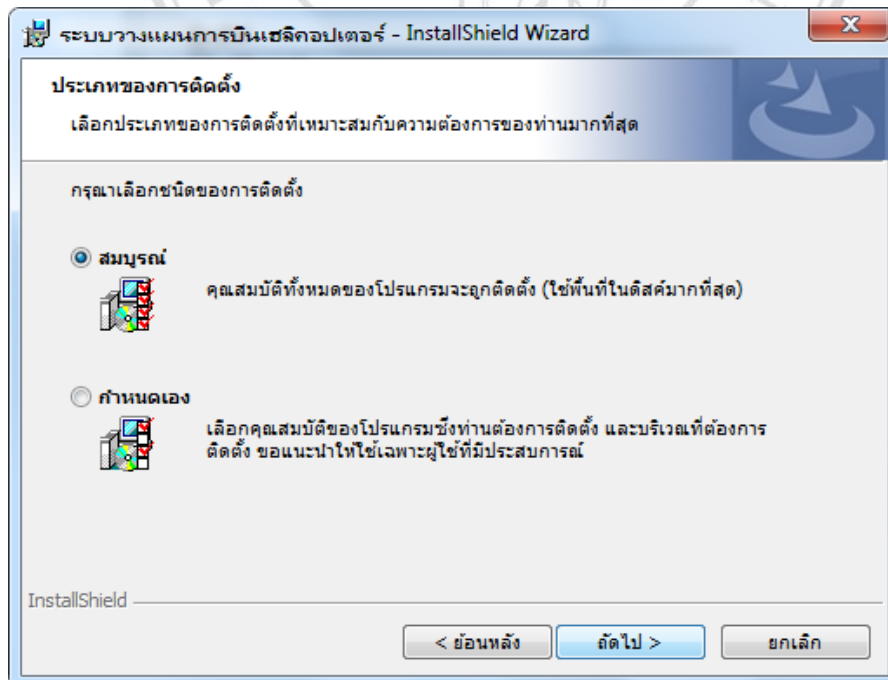 ระบบวางแผนการบินเฮลิคอปเตอร์ - InstallShield Wizard
ประเภทของการติดตั้ง
เลือกประเภทของการติดตั้งที่เหมาะสมกับความต้องการของท่านมากที่สุด
กรุณาเลือกชนิดของการติดตั้ง
สมบูรณ์
คุณสมบัติทั้งหมดของโปรแกรมจะถูกติดตั้ง (ใช้พื้นที่ในดิสค์มากที่สุด)
กำหนดเอง
เลือกคุณสมบัติของโปรแกรมซึ่งท่านต้องการติดตั้ง และบริเวณที่ต้องการ
ติดตั้ง ขอแนะนำให้ใช้เฉพาะผู้ใช้ที่มีประสบการณ์
InstallShield
< ย้อนหลัง ถัดไป > ยกเลิก